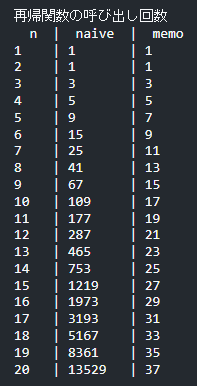 再帰関数の呼び出し回数
n | naive | memo
1 | 1 | 1
2 | 1 | 1
3 | 3 | 3
4 | 5 | 5
5 | 9 | 7
6 | 15 | 9
7 | 25 | 11
8 | 41 | 13
9 | 67 | 15
10 | 109 | 17
11 | 177 | 19
12 | 287 | 21
13 | 465 | 23
14 | 753 | 25
15 | 1219 | 27
16 | 1973 | 29
17 | 3193 | 31
18 | 5167 | 33
19 | 8361 | 35
20 | 13529 | 37